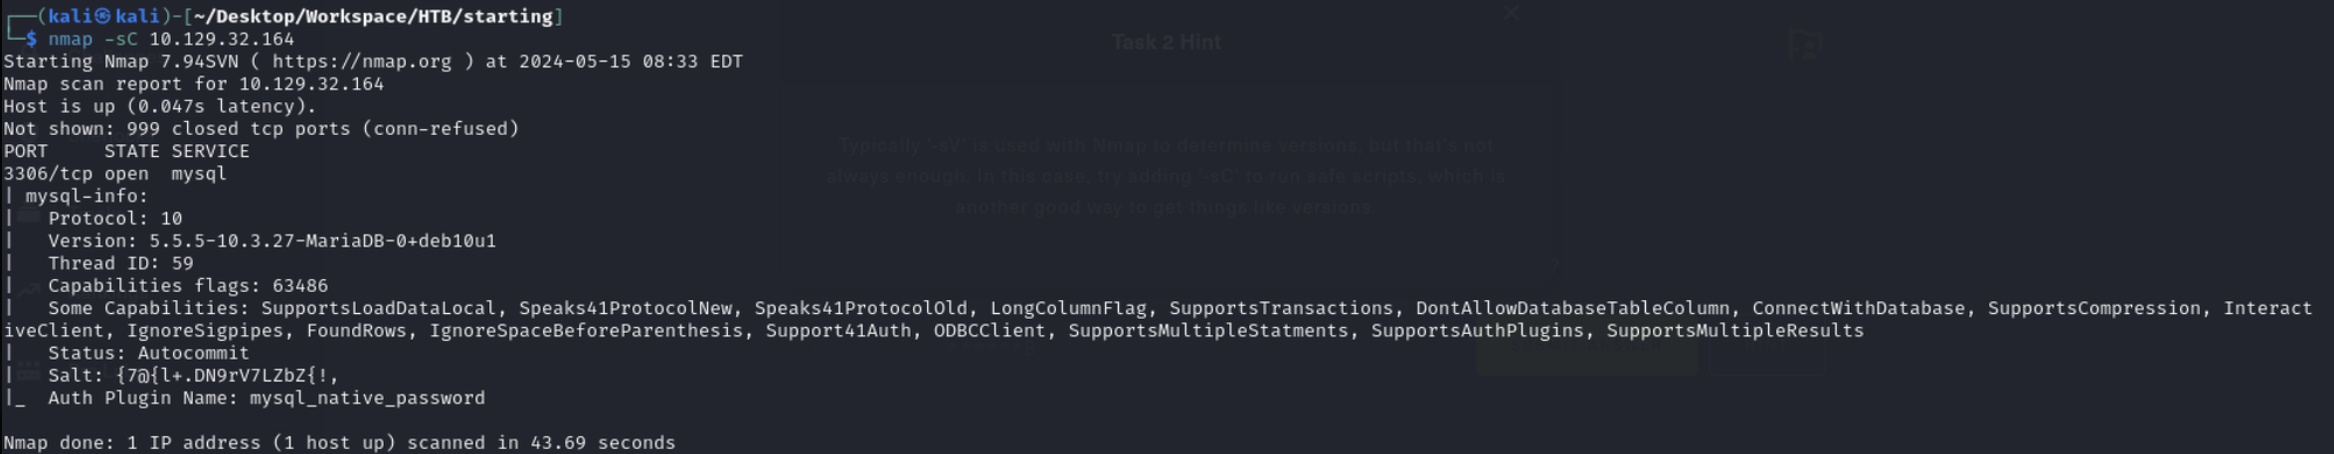 ┌──(kali㉿kali)-[~/Desktop/Workspace/HTB/starting]
└─$ nmap -sC 10.129.32.164
Starting Nmap 7.94SVN ( https://nmap.org ) at 2024-05-15 08:33 EDT
Nmap scan report for 10.129.32.164
Host is up (0.047s latency).
Not shown: 999 closed tcp ports (conn-refused)
PORT     STATE SERVICE
3306/tcp open  mysql
| mysql-info:
|   Protocol: 10
|   Version: 5.5.5-10.3.27-MariaDB-0+deb10u1
|   Thread ID: 59
|   Capabilities flags: 63486
|   Some Capabilities: SupportsLoadDataLocal, Speaks41ProtocolNew, Speaks41ProtocolOld, LongColumnFlag, SupportsTransactions, DontAllowDatabaseTableColumn, ConnectWithDatabase, SupportsCompression, Interact
iveClient, IgnoreSigpipes, FoundRows, IgnoreSpaceBeforeParenthesis, Support41Auth, ODBCClient, SupportsMultipleStatments, SupportsAuthPlugins, SupportsMultipleResults
|   Status: Autocommit
|   Salt: {7@{l+.DN9rV7LZbZ{!,
|_  Auth Plugin Name: mysql_native_password
Nmap done: 1 IP address (1 host up) scanned in 43.69 seconds
Task 2 Hint
Typically '-sV' is used with Nmap to determine versions, but that's not
always enough. In this case, try adding '-sC' to run safe scripts, which is
another good way to get things like versions.